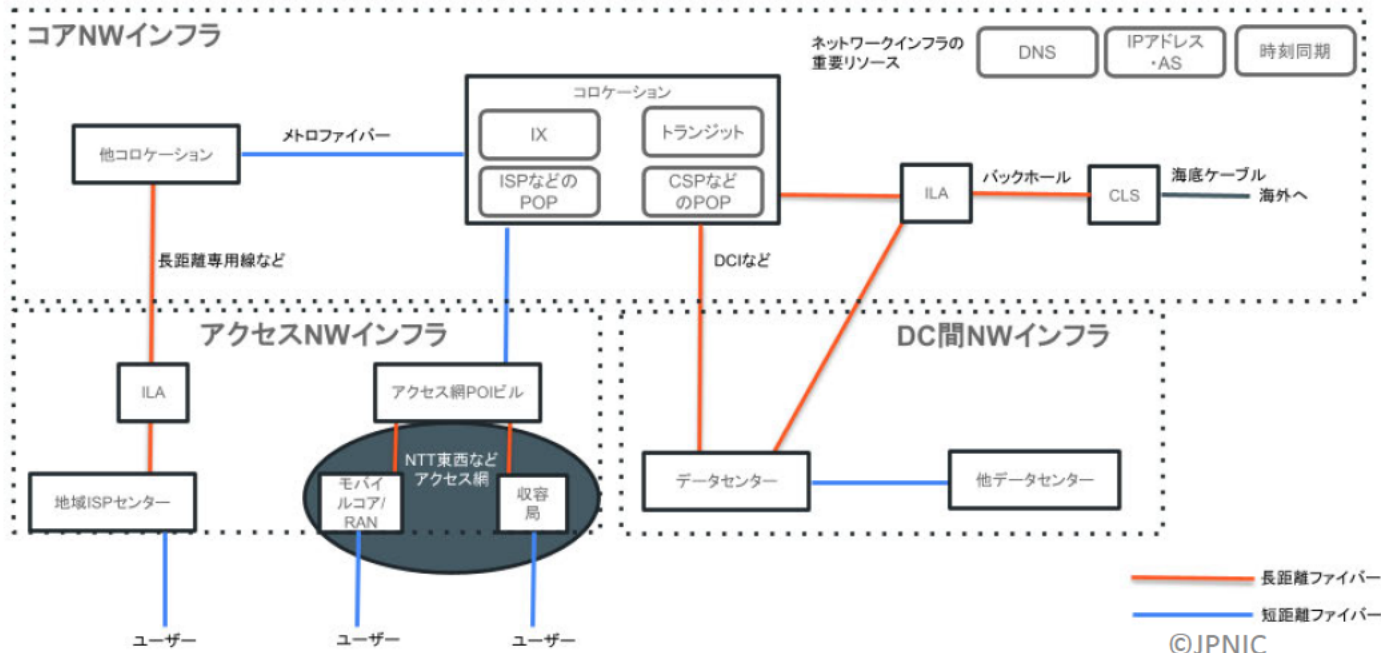 コアNWインフラ
ネットワークインフラの
重要リソース
DNS
IPアドレス
・AS
時刻同期
コロケーション
IX
トランジット
ISPなどの
POP
CSPなど
のPOP
他コロケーション
メトロファイバー
ILA
バックホール
CLS
海底ケーブル
海外へ
長距離専用線など
DCIなど
アクセスNWインフラ
DC間NWインフラ
ILA
アクセス網POIビル
NTT東西など
アクセス網
地域ISPセンター
モバイ
ルコア/
RAN
収容
局
データセンター
他データセンター
ユーザー
ユーザー
ユーザー
長距離ファイバー
短距離ファイバー
©JPNIC